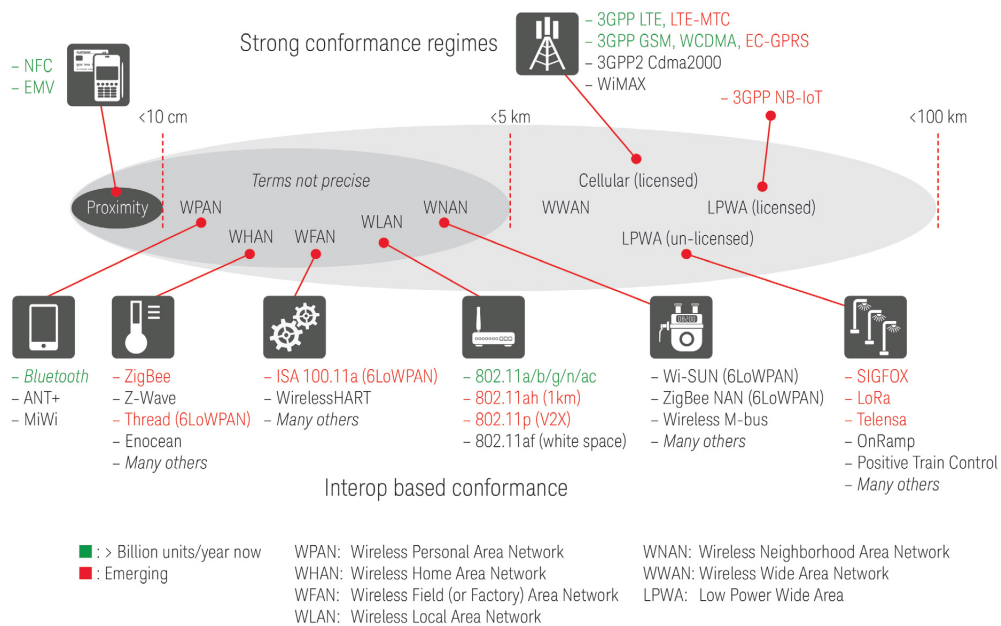 Strong conformance regimes
– NFC
– EMV
– 3GPP LTE, LTE-MTC
– 3GPP GSM, WCDMA, EC-GPRS
– 3GPP2 Cdma2000
– WiMAX
– 3GPP NB-IoT
<10 cm
<5 km
<100 km
Terms not precise
Cellular (licensed)
Proximity
WPAN
WHAN
WFAN
WLAN
WNAN
WWAN
LPWA (licensed)
LPWA (un-licensed)
– Bluetooth
– ANT+
– MiWi
– ZigBee
– Z-Wave
– Thread (6LoWPAN)
– Enocean
– Many others
– ISA 100.11a (6LoWPAN)
– WirelessHART
– Many others
– 802.11a/b/g/n/ac
– 802.11ah (1km)
– 802.11p (V2X)
– 802.11af (white space)
– Wi-SUN (6LoWPAN)
– ZigBee NAN (6LoWPAN)
– Wireless M-bus
– Many others
– SIGFOX
– LoRa
– Telensa
– OnRamp
– Positive Train Control
– Many others
Interop based conformance
: > Billion units/year now
: Emerging
WPAN: Wireless Personal Area Network
WHAN: Wireless Home Area Network
WFAN: Wireless Field (or Factory) Area Network
WLAN: Wireless Local Area Network
WNAN: Wireless Neighborhood Area Network
WWAN: Wireless Wide Area Network
LPWA: Low Power Wide Area